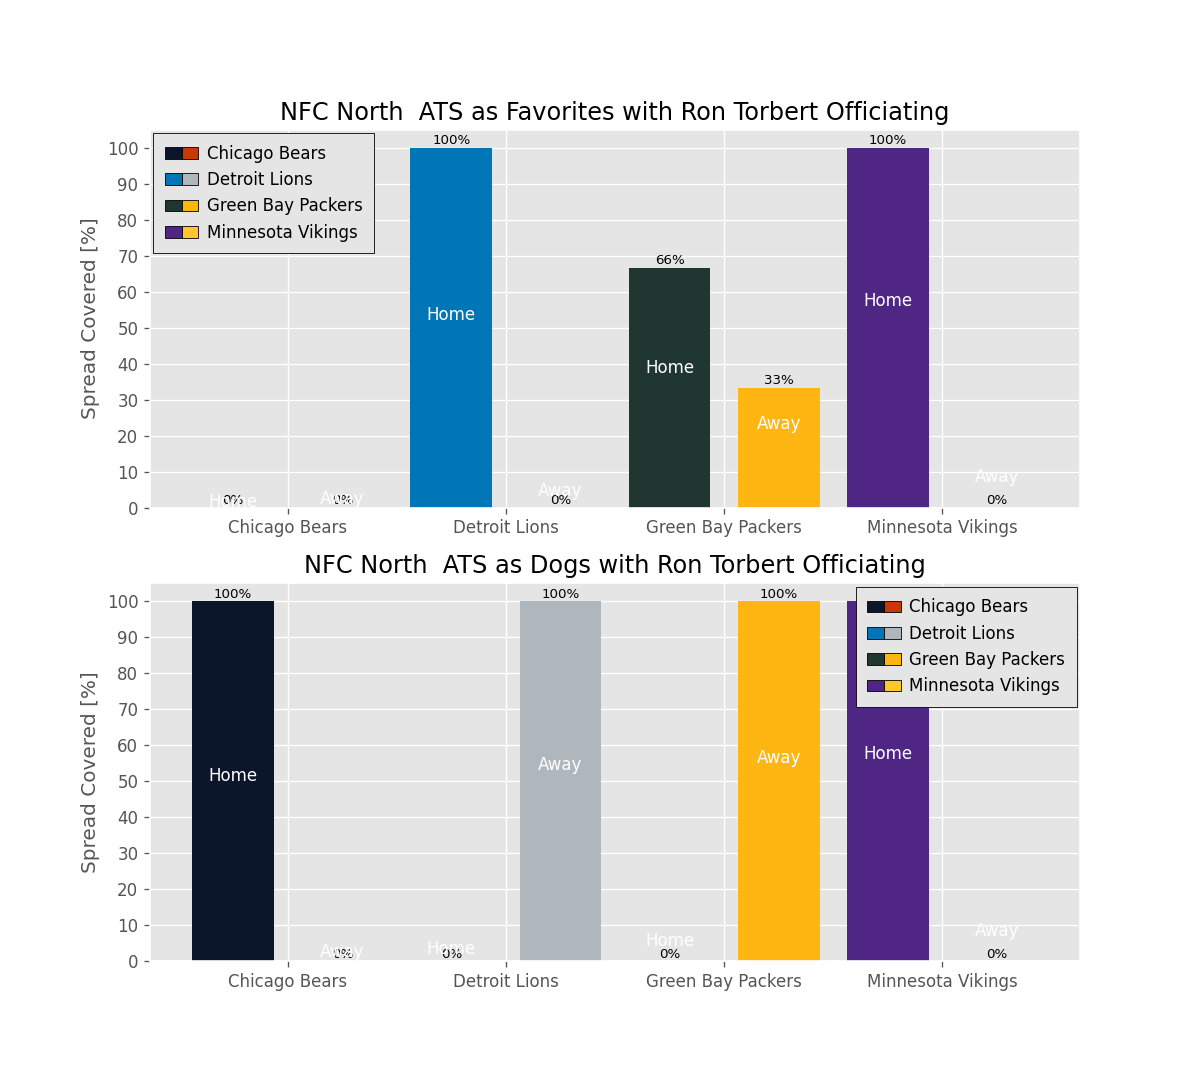 NFC North  ATS as Favorites with Ron Torbert Officiating
Spread Covered [%]
100
90
80
70
60
50
40
30
20
10
0
Chicago Bears
Detroit Lions
Green Bay Packers
Minnesota Vikings
100%
100%
66%
33%
0%
0%
0%
0%
Home
Away
Home
Away
Home
Away
Home
Away
Chicago Bears
Detroit Lions
Green Bay Packers
Minnesota Vikings
NFC North  ATS as Dogs with Ron Torbert Officiating
Spread Covered [%]
100
90
80
70
60
50
40
30
20
10
0
100%
100%
100%
Chicago Bears
Detroit Lions
Green Bay Packers
Minnesota Vikings
Home
Away
Home
Away
Home
Away
Home
Away
0%
0%
0%
0%
Chicago Bears
Detroit Lions
Green Bay Packers
Minnesota Vikings